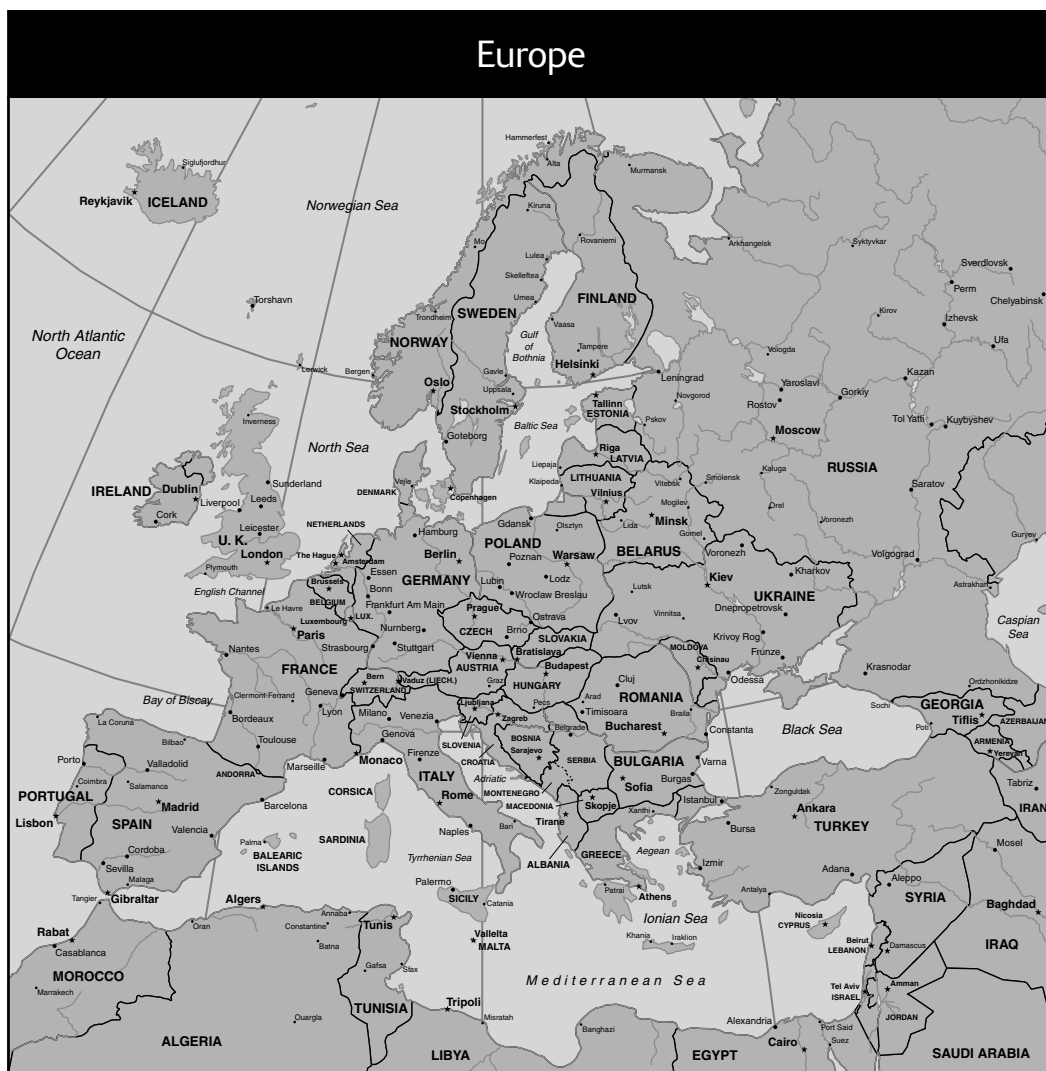 Europe
Hammerfest
Alta
Murmansk
Siglufjordhur
Reykjavik
ICELAND
Norwegian Sea
Kiruna
Mo
Rovaniemi
Arkhangelsk
Syktyvkar
Lulea
Skelleftea
Umea
Sverdlovsk
Perm
Chelyabinsk
Torshavn
Trondheim
SWEDEN
FINLAND
Vaasa
Kirov
Izhevsk
Ufa
North Atlantic
Ocean
NORWAY
Gulf
of
Bothnia
Tampere
Helsinki
Vologda
Lerwick
Bergen
Oslo
Gavle
Uppsala
Leningrad
Kazan
Stockholm
Tallinn
ESTONIA
Novgorod
Yaroslavl
Rostov
Gorkiy
Inverness
Baltic Sea
Pskov
Tol Yatti
Kuybyshev
Moscow
North Sea
Goteborg
Riga
LATVIA
RUSSIA
Liepaja
Klaipeda
LITHUANIA
Vitebsk
Smolensk
Kaluga
Saratov
IRELAND
Dublin
Sunderland
Leeds
Liverpool
Cork
Vejle
DENMARK
Copenhagen
Vilnius
Mogilev
Orel
Leicester
U. K.
London
NETHERLANDS
Hamburg
Gdansk
Olsztyn
Lida
Minsk
Gomel
Voronezh
Guryev
The Hague
Amsterdam
Berlin
POLAND
Poznan
Warsaw
BELARUS
Voronezh
Volgograd
Plymouth
English Channel
Brussels
BELGIUM
Essen
Bonn
GERMANY
Lubin
Lodz
Wroclaw Breslau
Lutsk
Kiev
Kharkov
Astrakhan
Le Havre
Luxembourg
LUX.
Frankfurt Am Main
Prague
UKRAINE
Paris
Nurnberg
CZECH
Brno
Ostrava
Lvov
Vinnitsa
Dnepropetrovsk
Caspian
Sea
Nantes
Strasbourg
Stuttgart
SLOVAKIA
Bratislava
Krivoy Rog
FRANCE
Vienna
AUSTRIA
Budapest
MOLDOVA
Chisinau
Frunze
Bern
SWITZERLAND
Vaduz (LIECH.)
Graz
HUNGARY
Cluj
Odessa
Krasnodar
Bay of Biscay
Clermont-Ferrand
Geneva
Lyon
Ljubljana
Pecs
Arad
ROMANIA
Ordzhonikidze
La Coruna
Bordeaux
Milano
Venezia
Zagreb
Timisoara
Braila
Sochi
GEORGIA
Tiflis
Bilbao
Toulouse
Genova
SLOVENIA
BOSNIA
Belgrade
Bucharest
Constanta
Black Sea
Poti
AZERBAIJAN
Porto
Valladolid
Marseille
Monaco
Firenze
CROATIA
Sarajevo
SERBIA
BULGARIA
Varna
ARMENIA
Yerevan
Coimbra
Salamanca
ANDORRA
ITALY
Adriatic
Sofia
Burgas
Tabriz
PORTUGAL
Madrid
Barcelona
CORSICA
Rome
MONTENEGRO
MACEDONIA
Skopje
Xanthi
Istanbul
Zonguldak
Ankara
IRAN
Lisbon
SPAIN
Valencia
Naples
Bari
Tirane
Bursa
TURKEY
Palma
BALEARIC
ISLANDS
SARDINIA
Tyrrhenian Sea
ALBANIA
GREECE
Aegean
Mosel
Cordoba
Sevilla
Malaga
Palermo
SICILY
Catania
Izmir
Adana
Aleppo
Tangier
Gibraltar
Patrai
Athens
Antalya
SYRIA
Algers
Annaba
Tunis
Ionian Sea
Nicosia
CYPRUS
Baghdad
Rabat
Casablanca
Oran
Constantine
Batna
Vallelta
MALTA
Khania
Iraklion
Beirut
LEBANON
Damascus
IRAQ
MOROCCO
Gafsa
Sfax
Mediterranean Sea
Marrakech
Tel Aviv
ISRAEL
Amman
JORDAN
TUNISIA
Tripoli
Misratah
Ouargla
Banghazi
Alexandria
Port Said
Suez
ALGERIA
LIBYA
EGYPT
Cairo
SAUDI ARABIA